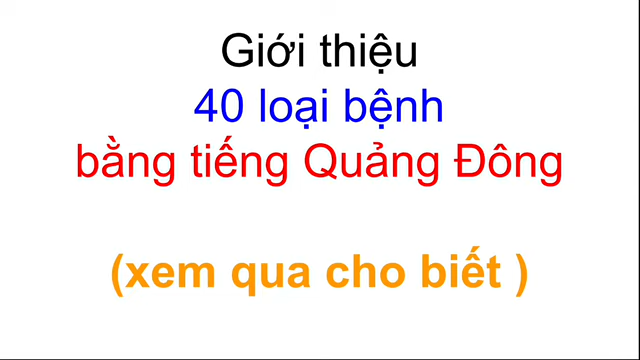 Giới thiệu
40 loại bệnh
bằng tiếng Quảng Đông
(xem qua cho biết )